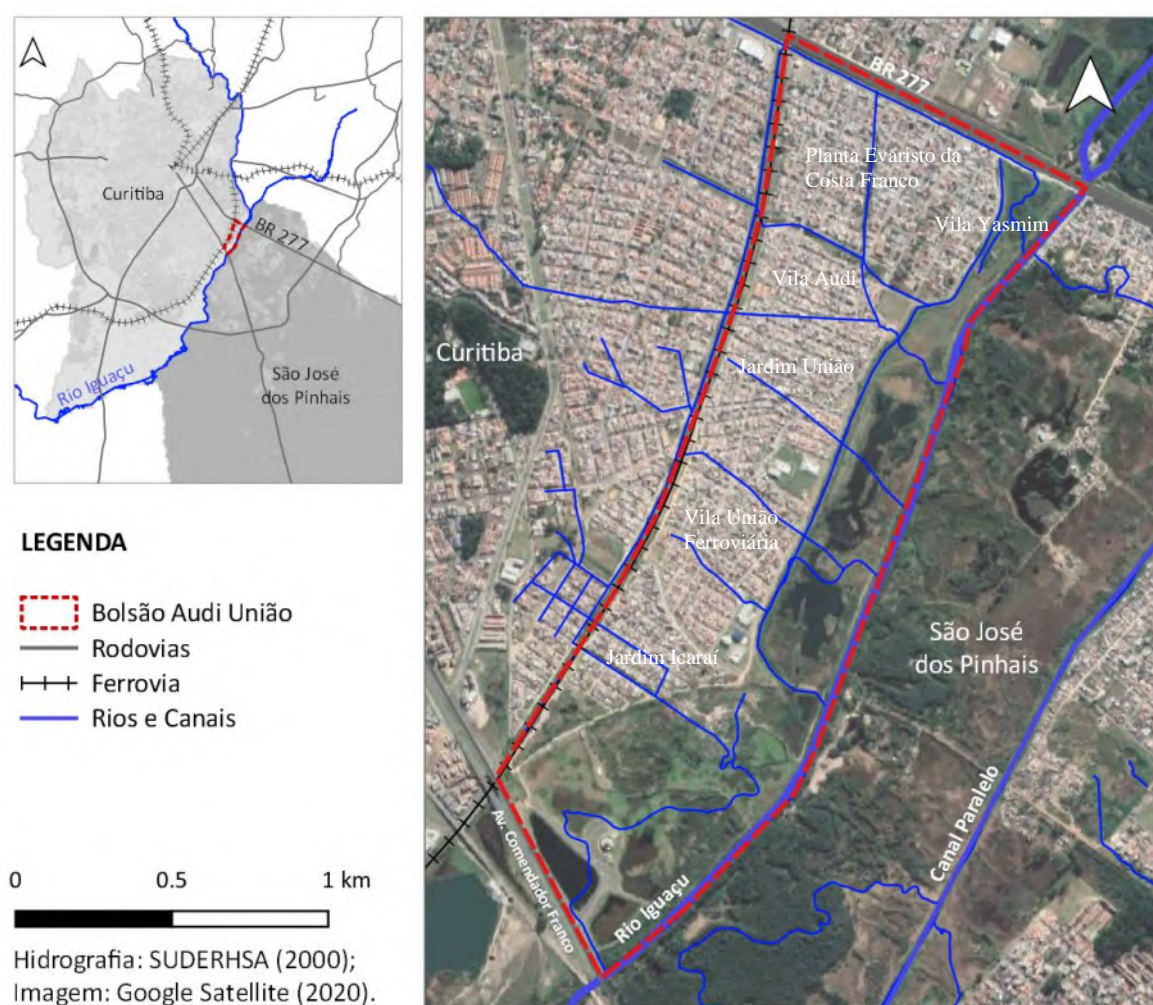 Curitiba
BR 277
Rio Iguaçu
São José
dos Pinhais
LEGENDA
Bolsão Audi União
Rodovias
Ferrovia
Rios e Canais
0 0.5 1 km
Hidrografia: SUDERHSA (2000);
Imagem: Google Satellite (2020).
BR 277
Planta Evaristo da
Costa Franco
Vila Yasmim
Vila Audi
Curitiba
Jardim União
Vila União
Ferroviária
São José
dos Pinhais
Jardim Icaraí
Av. Comendador Franco
Rio Iguaçu
Canal Paralelo